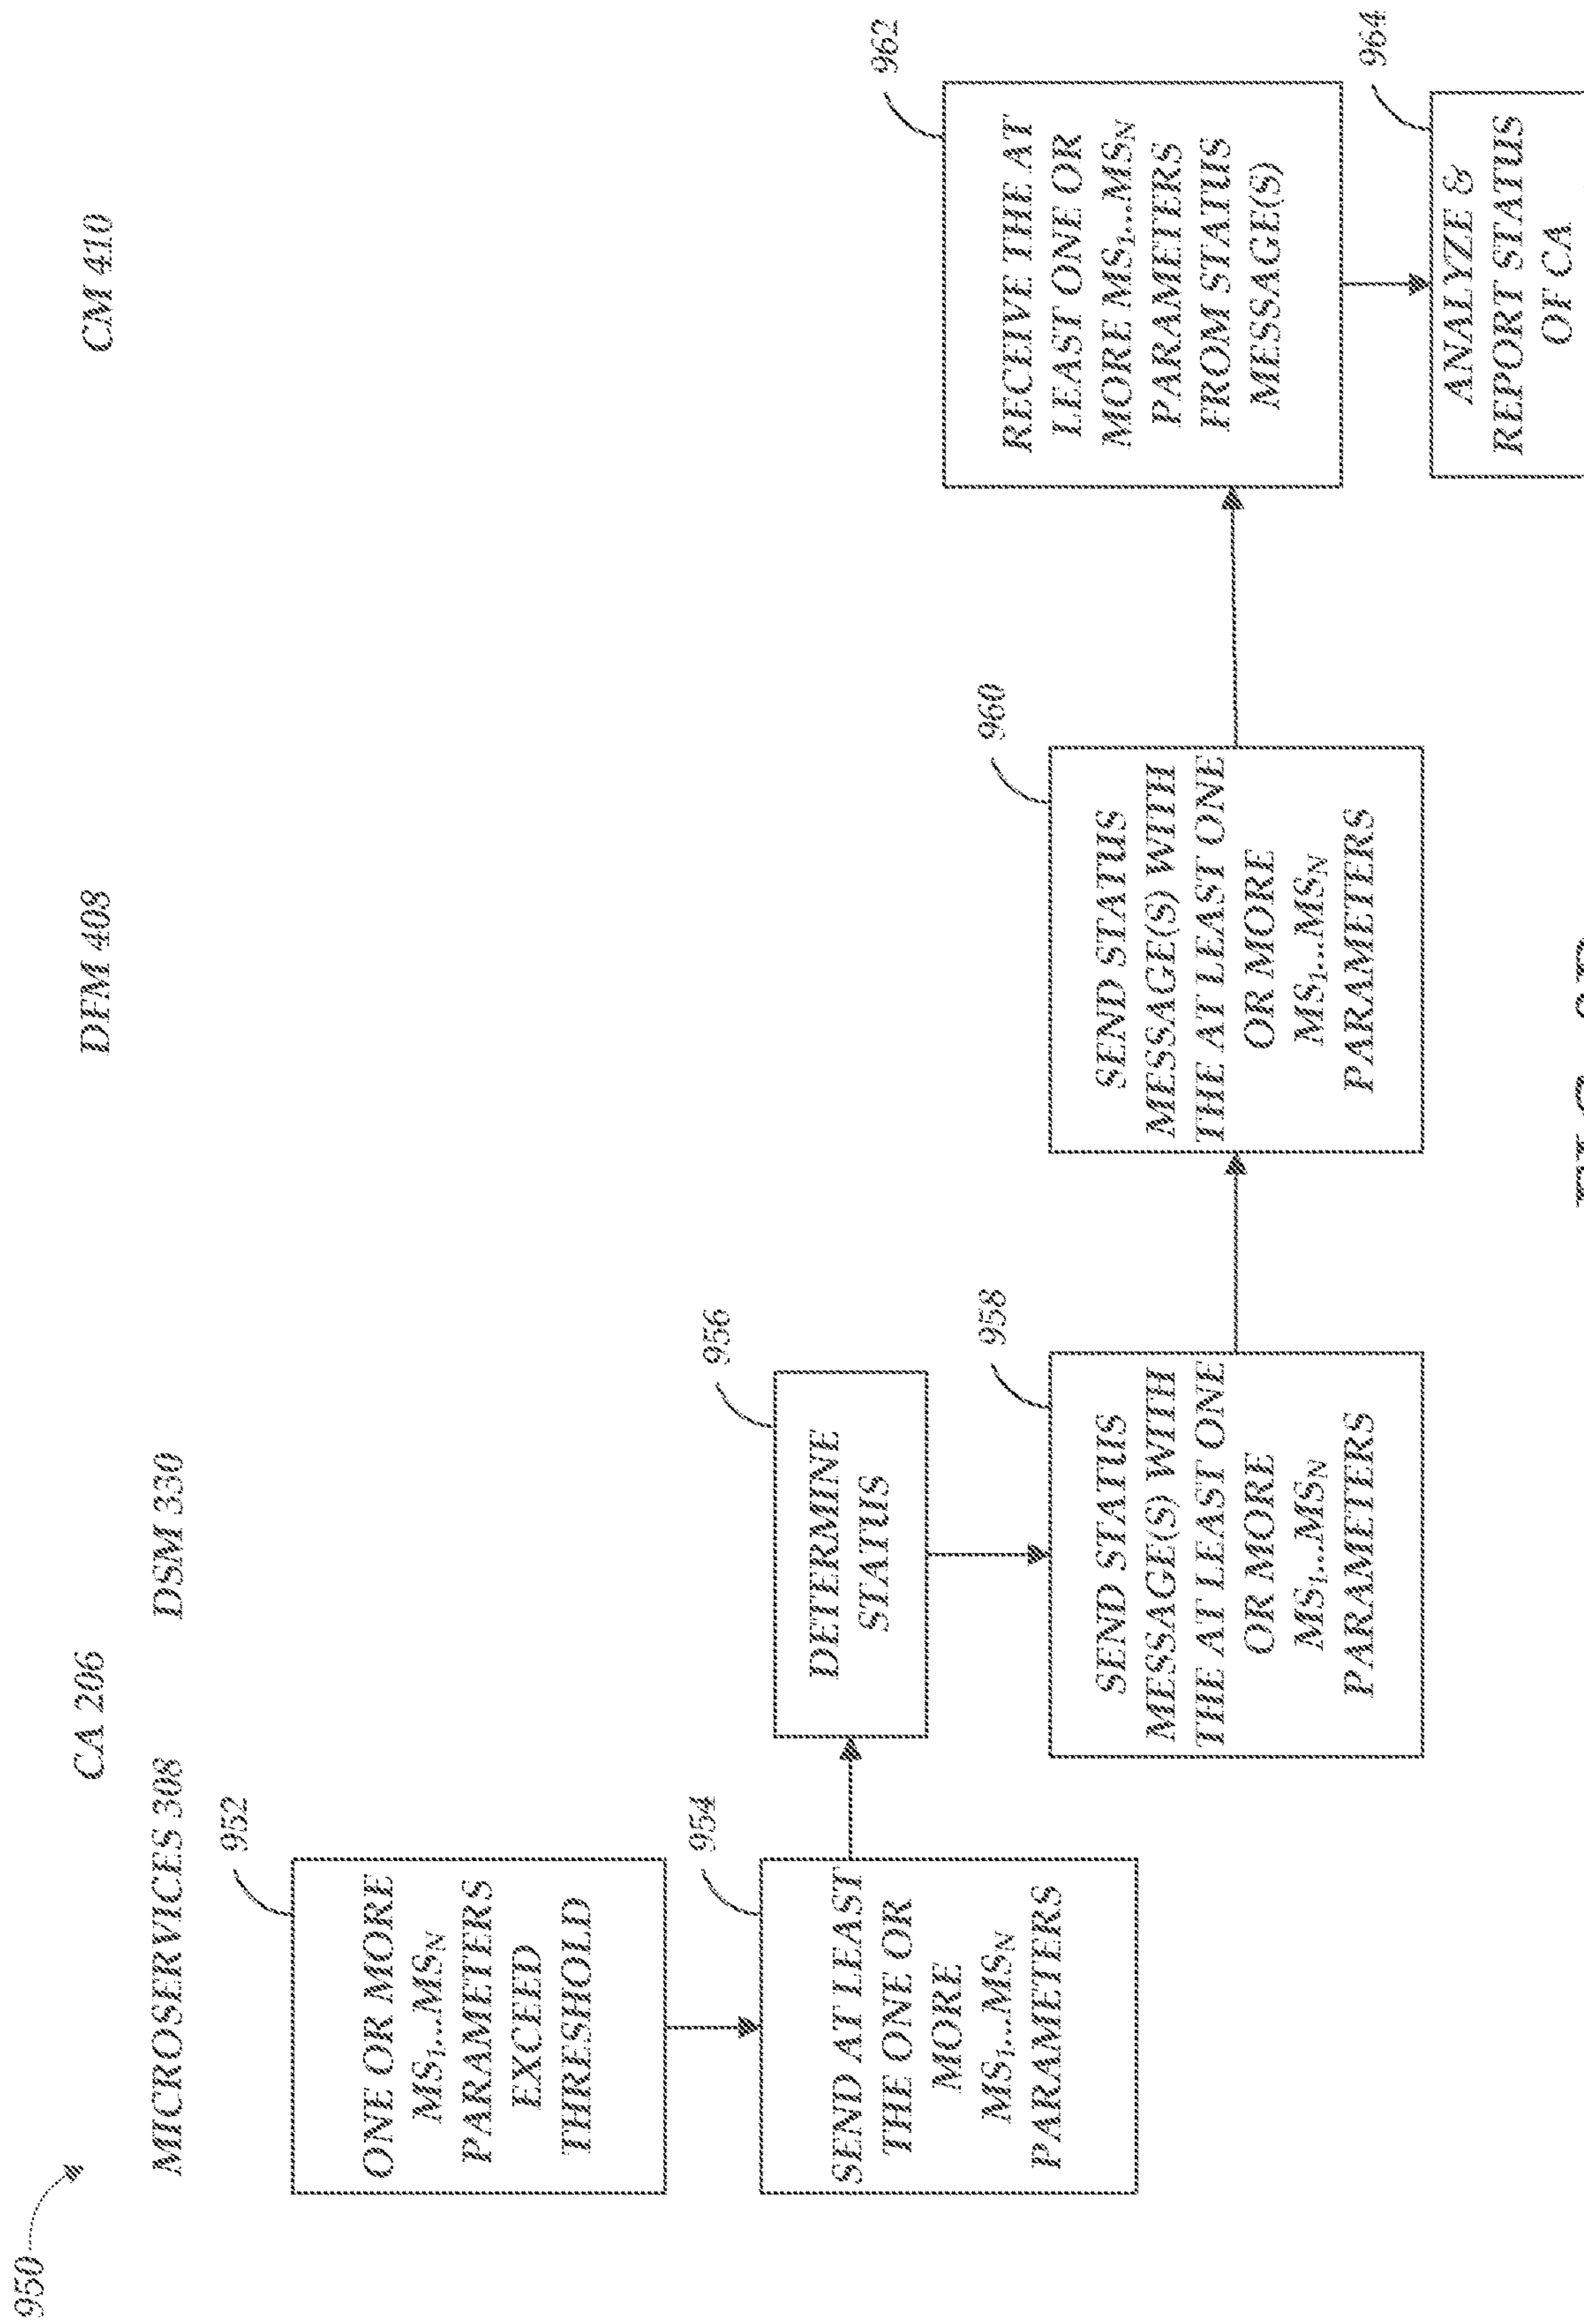 950
CA 206
DFM 408
CM 410
MICROSERVICES 308
DSM 330
952
ONE OR MORE
MS1...MSN
PARAMETERS
EXCEED
THRESHOLD
954
SEND AT LEAST
THE ONE OR
MORE
MS1...MSN
PARAMETERS
956
DETERMINE
STATUS
958
SEND STATUS
MESSAGE(S) WITH
THE AT LEAST ONE
OR MORE
MS1...MSN
PARAMETERS
960
SEND STATUS
MESSAGE(S) WITH
THE AT LEAST ONE
OR MORE
MS1...MSN
PARAMETERS
962
RECEIVE THE AT
LEAST ONE OR
MORE MS1...MSN
PARAMETERS
FROM STATUS
MESSAGE(S)
964
ANALYZE &
REPORT STATUS
OF CA